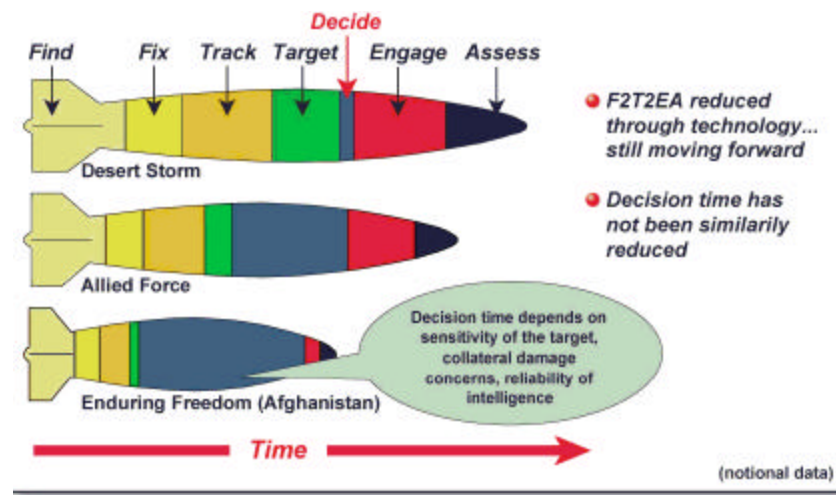 Decide
Find Fix Track Target Engage Assess
Desert Storm
F2T2EA reduced
through technology...
still moving forward
Decision time has
not been similarily
reduced
Allied Force
Decision time depends on
sensitivity of the target,
collateral damage
concerns, reliability of
intelligence
Enduring Freedom (Afghanistan)
Time
(notional data)